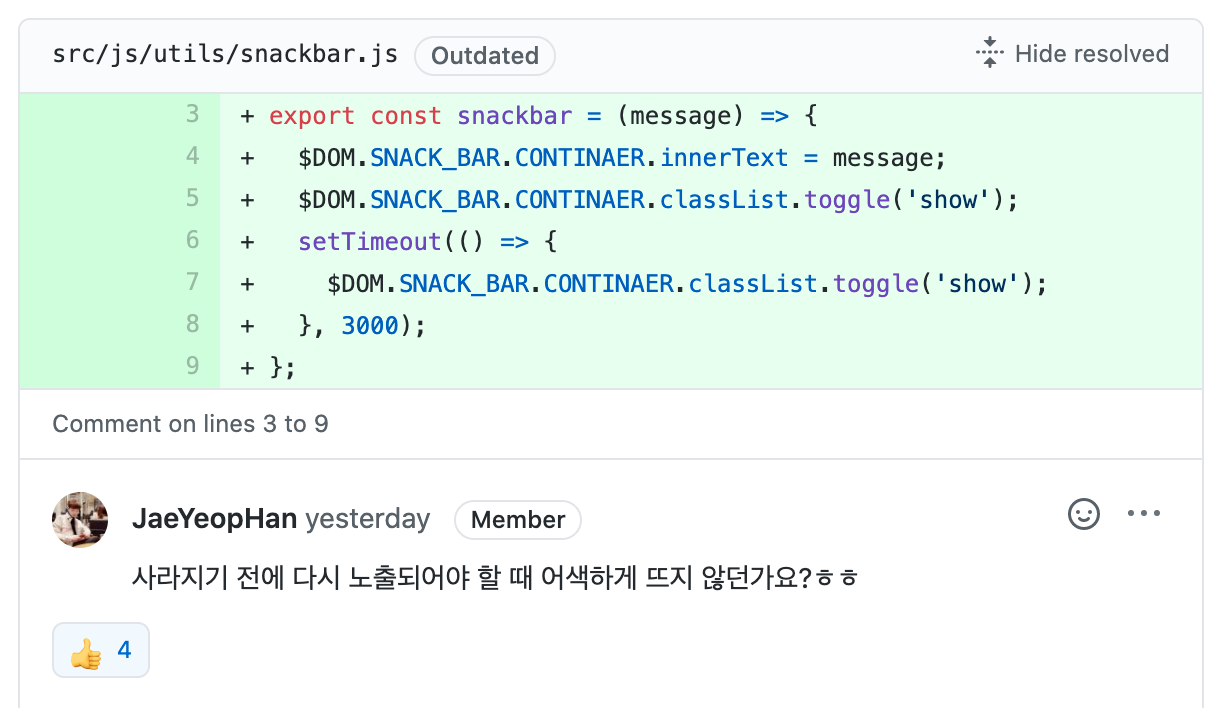 src/js/utils/snackbar.js Outdated Hide resolved
3 + export const snackbar = (message) => {
4 + $DOM.SNACK_BAR.CONTINAER.innerText = message;
5 + $DOM.SNACK_BAR.CONTINAER.classList.toggle('show');
6 + setTimeout(() => {
7 + $DOM.SNACK_BAR.CONTINAER.classList.toggle('show');
8 + }, 3000);
9 + };
Comment on lines 3 to 9
JaeYeopHan yesterday Member
사라지기 전에 다시 노출되어야 할 때 어색하게 뜨지 않던가요?ㅎㅎ
👍 4